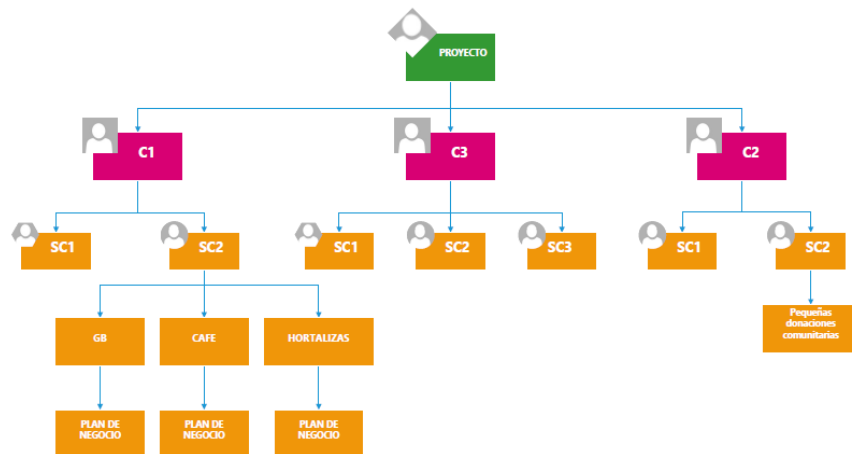 PROYECTO
C1
C3
C2
SC1
SC2
SC1
SC2
SC3
SC1
SC2
GB
CAFE
HORTALIZAS
Pequeñas
donaciones
comunitarias
PLAN DE
NEGOCIO
PLAN DE
NEGOCIO
PLAN DE
NEGOCIO